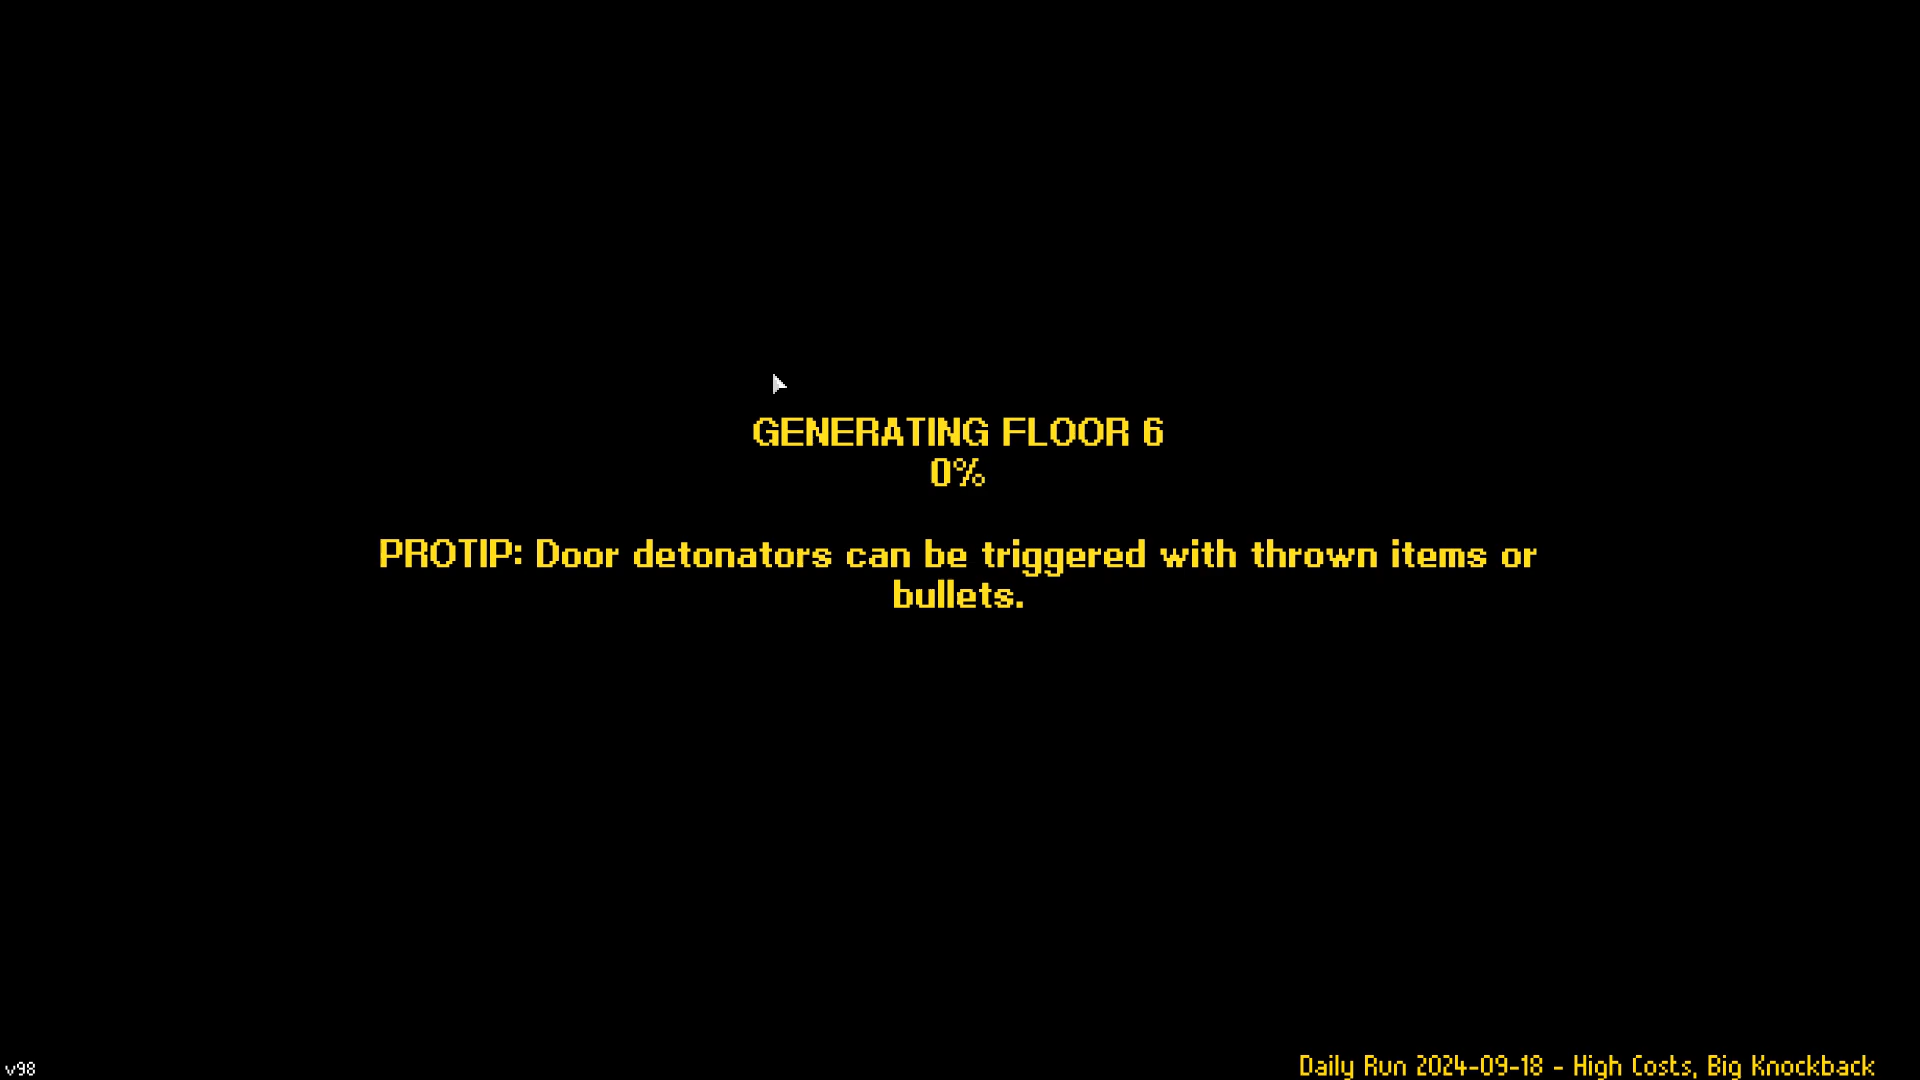 GENERATING FLOOR 6
0%
PROTIP: Door detonators can be triggered with thrown items or
bullets.
v98
Daily Run 2024-09-18 - High Costs, Big Knockback